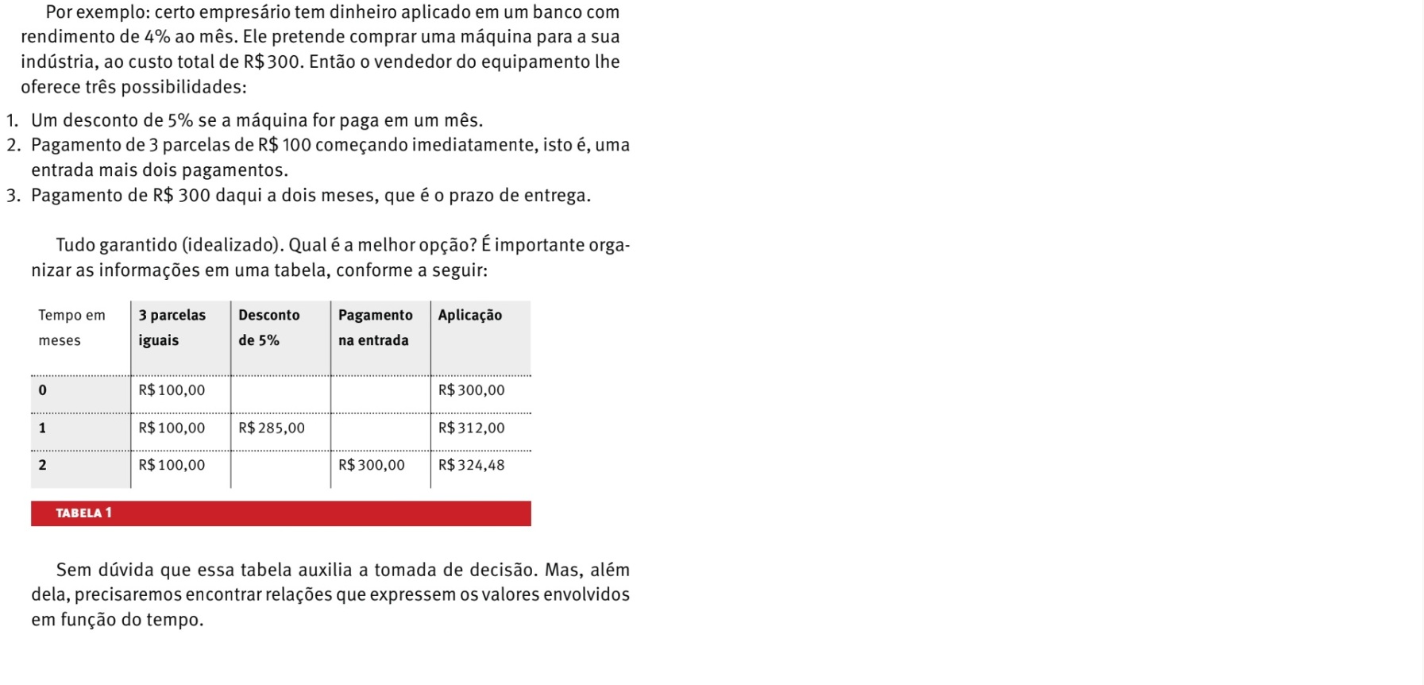 Por exemplo: certo empresário tem dinheiro aplicado em um banco com
rendimento de 4% ao mês. Ele pretende comprar uma máquina para a sua
indústria, ao custo total de R$300. Então o vendedor do equipamento lhe
oferece três possibilidades:
1. Um desconto de 5% se a máquina for paga em um mês.
2. Pagamento de 3 parcelas de R$ 100 começando imediatamente, isto é, uma
entrada mais dois pagamentos.
3. Pagamento de R$ 300 daqui a dois meses, que é o prazo de entrega.
Tudo garantido (idealizado). Qual é a melhor opção? É importante orga-
nizar as informações em uma tabela, conforme a seguir:
Tempo em 3 parcelas Desconto Pagamento Aplicação
meses iguais de 5% na entrada
0 R$100,00 R$300,00
1 R$100,00 R$285,00 R$312,00
2 R$100,00 R$300,00 R$324,48
TABELA 1
Sem dúvida que essa tabela auxilia a tomada de decisão. Mas, além
dela, precisaremos encontrar relações que expressem os valores envolvidos
em função do tempo.